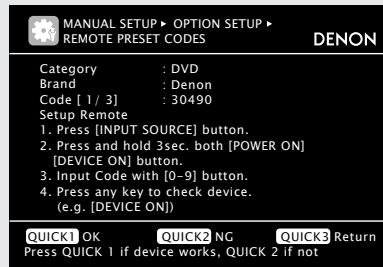 MANUAL SETUP ▸ OPTION SETUP ▸
REMOTE PRESET CODES
DENON
Category : DVD
Brand : Denon
Code [ 1/ 3] : 30490
Setup Remote
1. Press [INPUT SOURCE] button.
2. Press and hold 3sec. both [POWER ON]
[DEVICE ON] button.
3. Input Code with [0–9] button.
4. Press any key to check device.
(e.g. [DEVICE ON])
QUICK1 OK QUICK2 NG QUICK3 Return
Press QUICK 1 if device works, QUICK 2 if not